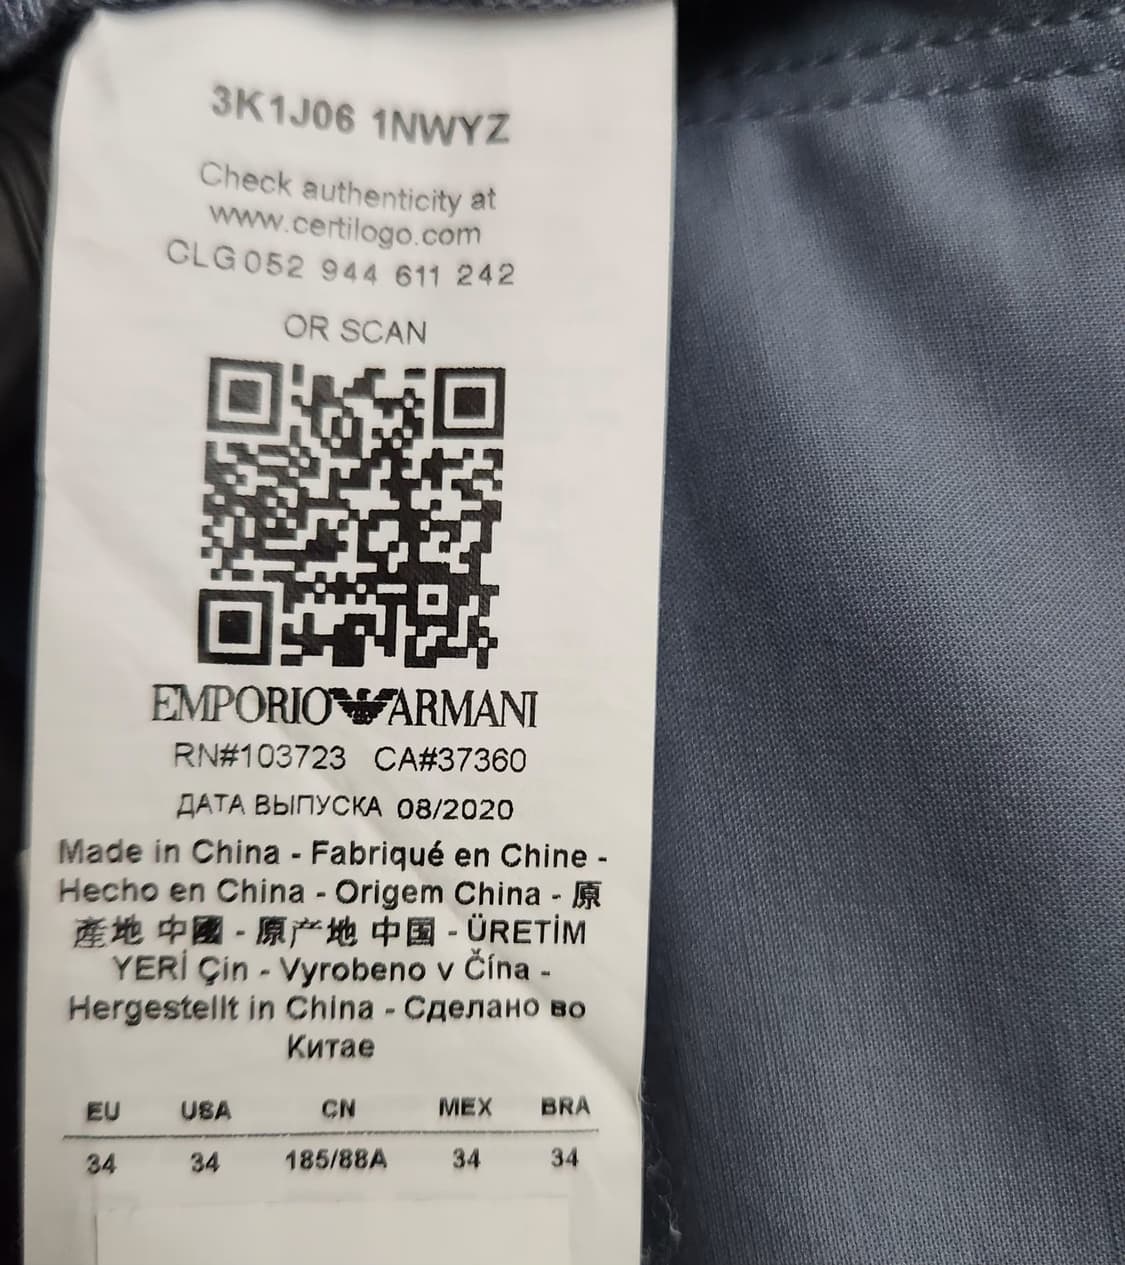 3K1J06 1NWYZ
Check authenticity at
www.certilogo.com
CLG052 944 611 242
OR SCAN
EMPORIO ARMANI
RN#103723 CA#37360
ДАТА ВЫПУСКА 08/2020
Made in China - Fabriqué en Chine -
Hecho en China - Origem China - 原
產地 中國 - 原产地 中国 - ÜRETİM
YERİ Çin - Vyrobeno v Čína -
Hergestellt in China - Сделано во
Китае
EU USA CN MEX BRA
34 34 185/88A 34 34